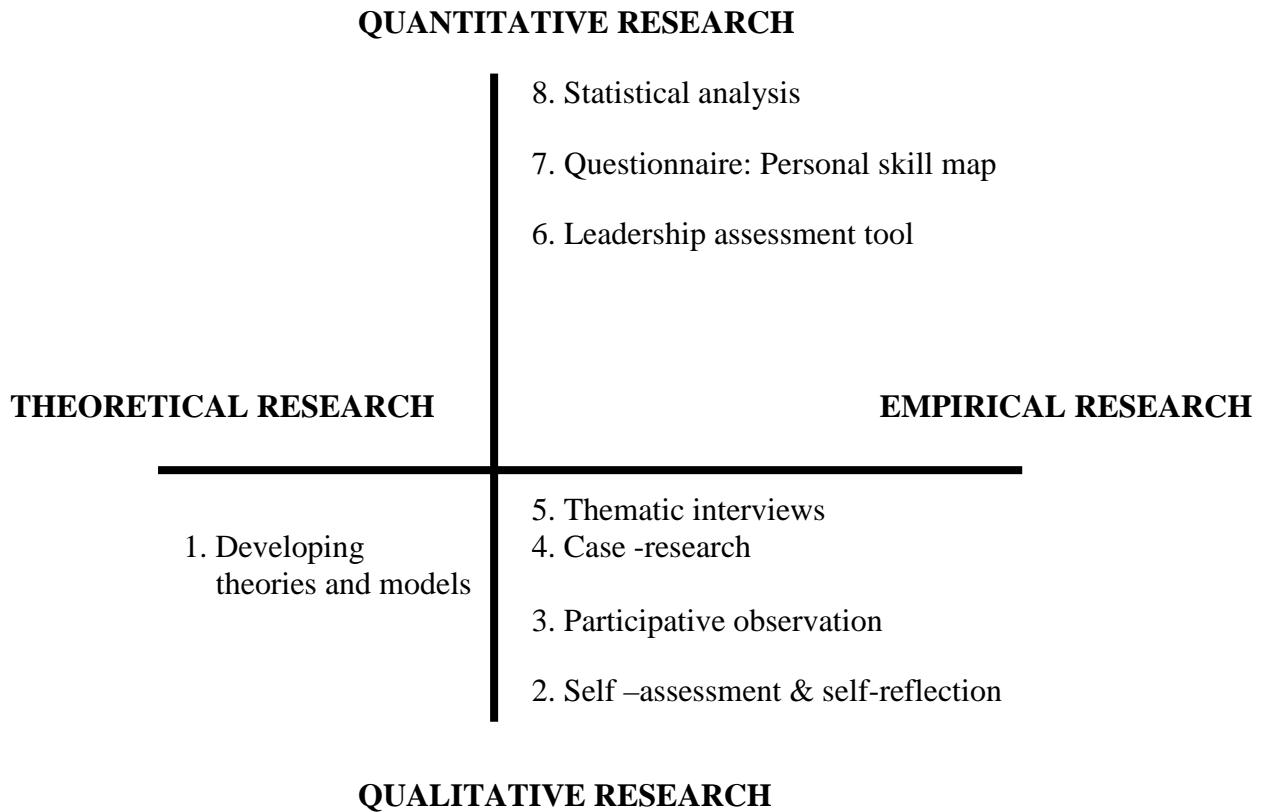 QUANTITATIVE RESEARCH
8. Statistical analysis
7. Questionnaire: Personal skill map
6. Leadership assessment tool
THEORETICAL RESEARCH
EMPIRICAL RESEARCH
5. Thematic interviews
1. Developing
theories and models
4. Case -research
3. Participative observation
2. Self –assessment & self-reflection
QUALITATIVE RESEARCH